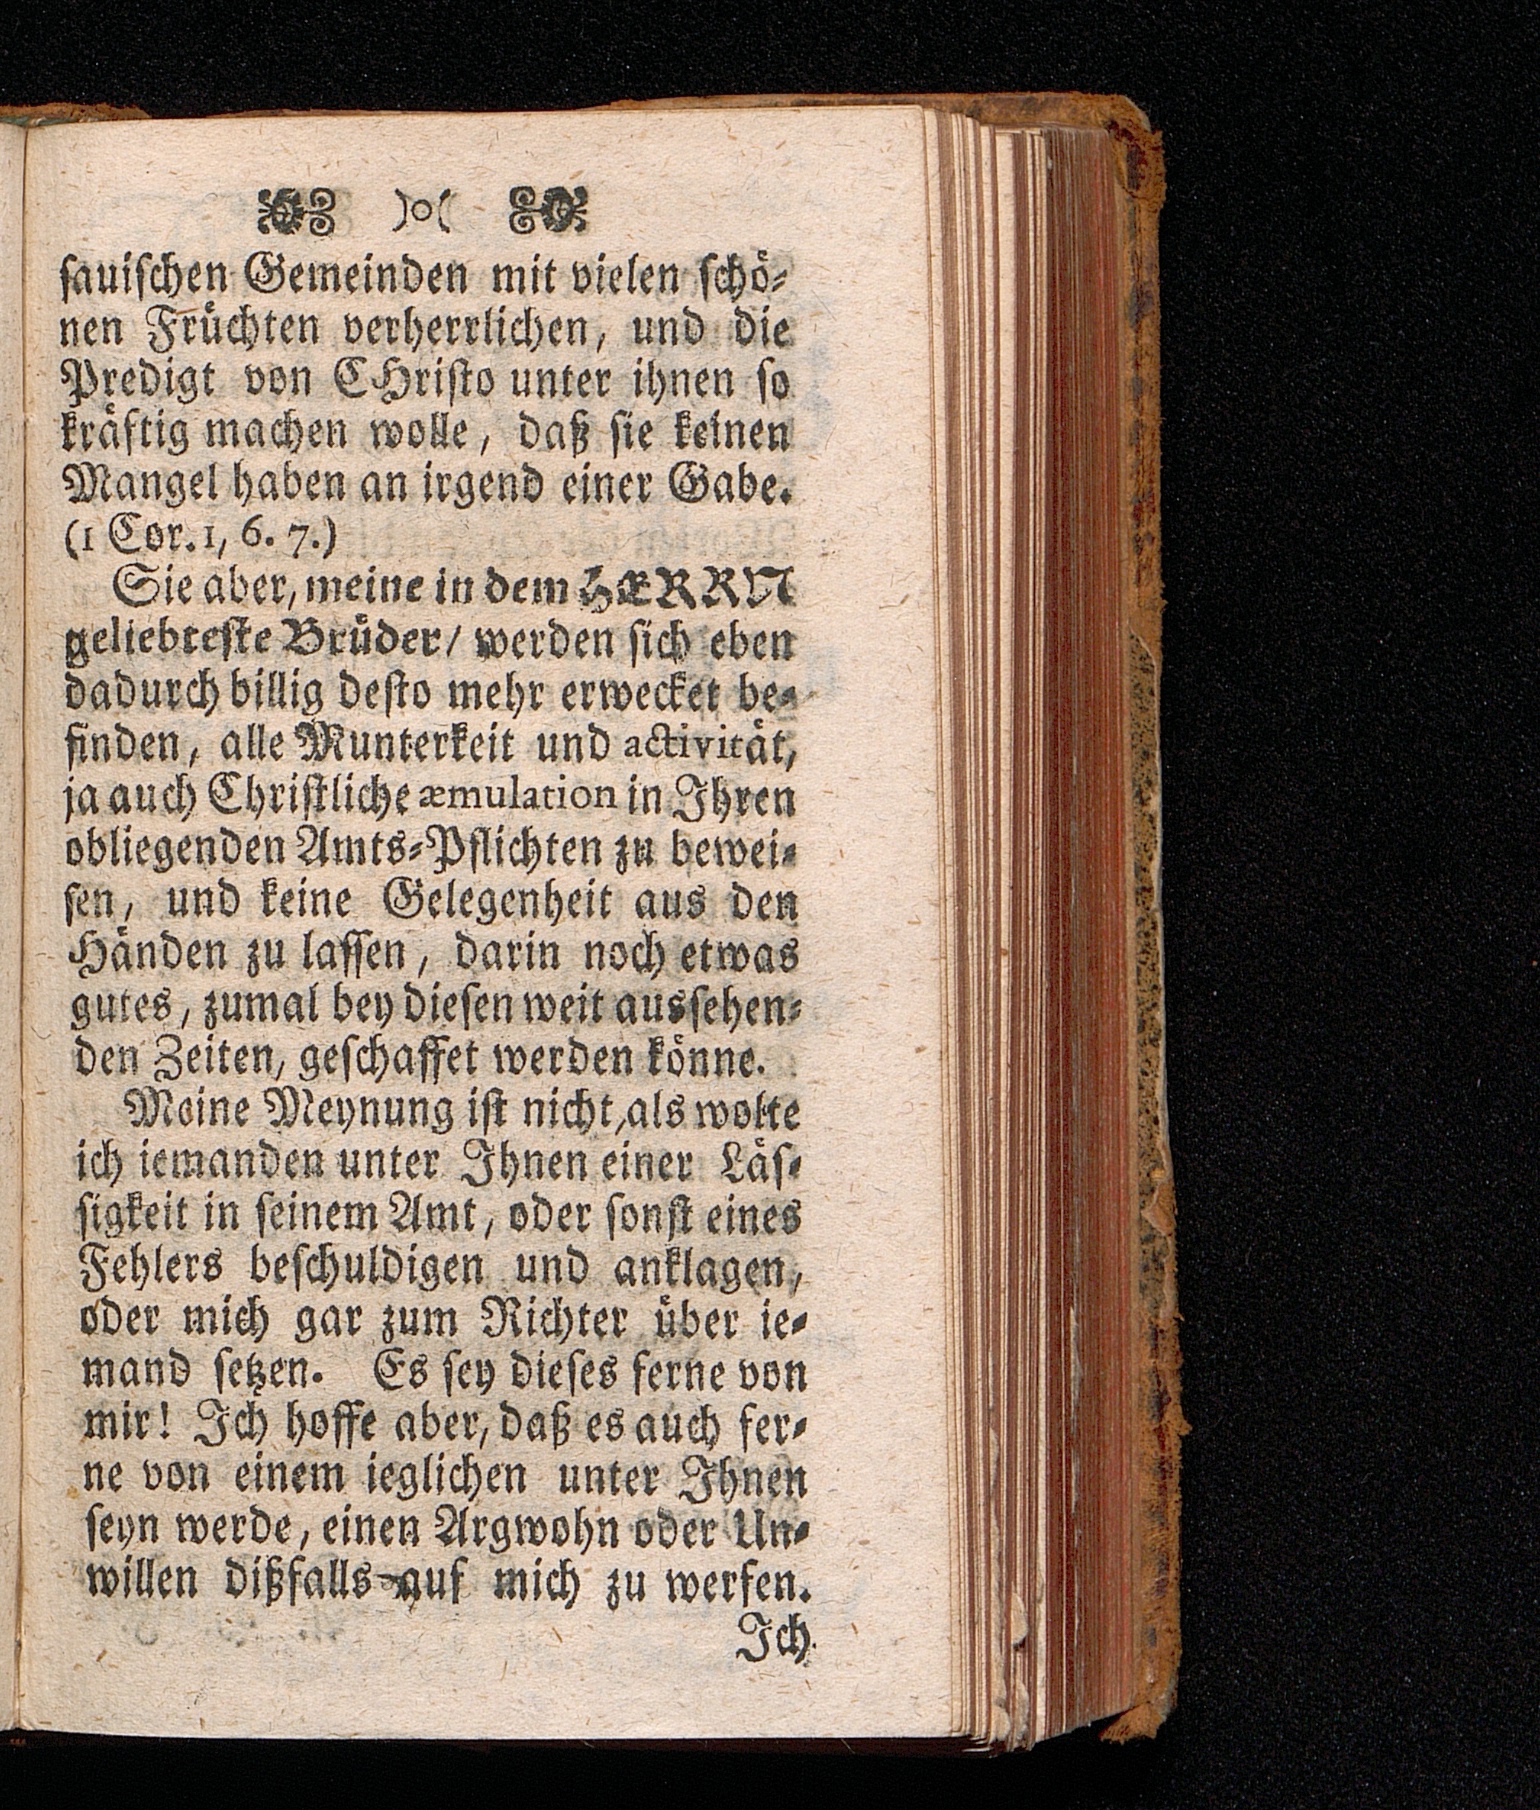 )o(
sauischen Gemeinden mit vielen schö-
nen Früchten verherrlichen, und die
Predigt von CHristo unter ihnen so
kräftig machen wolle, daß sie keinen
Mangel haben an irgend einer Gabe.
(1 Cor. 1, 6. 7.)
Sie aber, meine in dem HERRN
geliebteste Brüder/ werden sich eben
dadurch billig desto mehr erwecket be-
finden, alle Munterkeit und activität,
ja auch Christliche æmulation in Ihren
obliegenden Amts-Pflichten zu bewei-
sen, und keine Gelegenheit aus den
Händen zu lassen, darin noch etwas
gutes, zumal bey diesen weit aussehen-
den Zeiten, geschaffet werden könne.
Meine Meynung ist nicht, als wolte
ich iemanden unter Ihnen einer Läs-
sigkeit in seinem Amt, oder sonst eines
Fehlers beschuldigen und anklagen,
oder mich gar zum Richter über ie-
mand setzen. Es sey dieses ferne von
mir! Ich hoffe aber, daß es auch fer-
ne von einem ieglichen unter Ihnen
seyn werde, einen Argwohn oder Un-
willen dißfalls auf mich zu werfen.
Ich